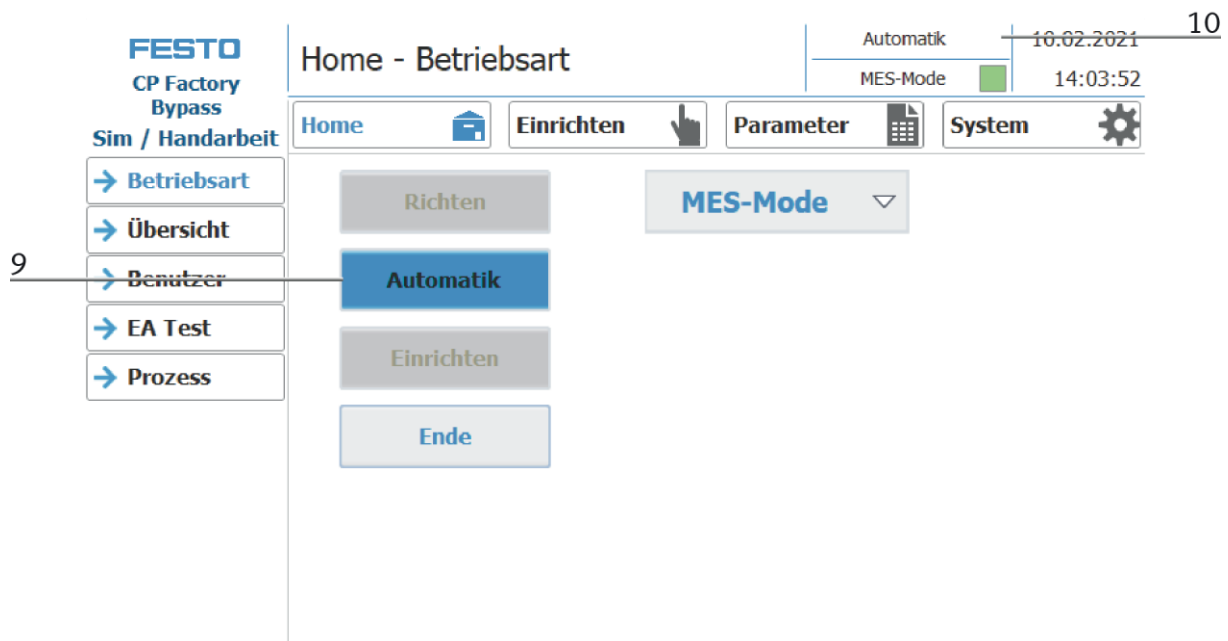 10
FESTO
CP Factory
Bypass
Sim / Handarbeit
Home - Betriebsart
Automatik
10.02.2021
MES-Mode
14:03:52
Home
Einrichten
Parameter
System
Betriebsart
Übersicht
Benutzer
EA Test
Prozess
9
Richten
MES-Mode
Automatik
Einrichten
Ende